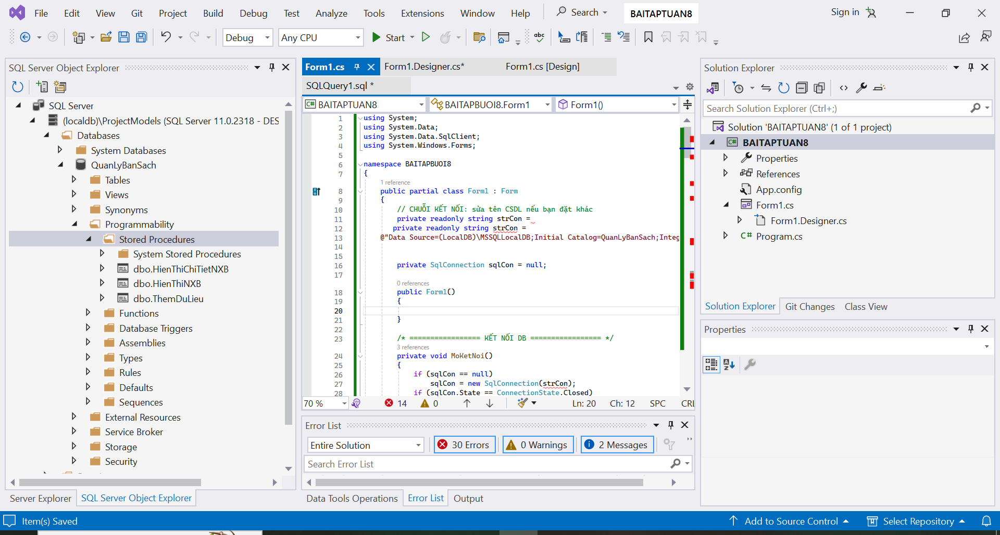 File Edit View Git Project Build Debug Test Analyze Tools Extensions Window Help Search BAITAPTUAN8 Sign in
Debug Any CPU Start
SQL Server Object Explorer
SQL Server
(localdb)\ProjectModels (SQL Server 11.0.2318 - DES
Databases
System Databases
QuanLyBanSach
Tables
Views
Synonyms
Programmability
Stored Procedures
System Stored Procedures
dbo.HienThiChiTietNXB
dbo.HienThiNXB
dbo.ThemDuLieu
Functions
Database Triggers
Assemblies
Types
Rules
Defaults
Sequences
External Resources
Service Broker
Storage
Security
Server Explorer SQL Server Object Explorer
Form1.cs Form1.Designer.cs* Form1.cs [Design]
SQLQuery1.sql *
BAITAPTUAN8 BAITAPBUOI8.Form1 Form1()
1 using System;
2 using System.Data;
3 using System.Data.SqlClient;
4 using System.Windows.Forms;
5
6 namespace BAITAPBUOI8
7 {
1 reference
8 public partial class Form1 : Form
9 {
10 // CHUỖI KẾT NỐI: sửa tên CSDL nếu bạn đặt khác
11 private readonly string strCon =
12 private readonly string strCon =
13 @"Data Source=(LocalDB)\MSSQLLocalDB;Initial Catalog=QuanLyBanSach;Integ
14
15
16 private SqlConnection sqlCon = null;
17
0 references
18 public Form1()
19 {
20
21 }
22
23 /* ================= KẾT NỐI DB ================= */
3 references
24 private void MoKetNoi()
25 {
26 if (sqlCon == null)
27 sqlCon = new SqlConnection(strCon);
28 if (sqlCon.State == ConnectionState.Closed)
70 % 14 0 Ln: 20 Ch: 12 SPC CRL
Error List
Entire Solution 30 Errors 0 Warnings 2 Messages
Search Error List
Data Tools Operations Error List Output
Solution Explorer
Search Solution Explorer (Ctrl+;)
Solution 'BAITAPTUAN8' (1 of 1 project)
BAITAPTUAN8
Properties
References
App.config
Form1.cs
Form1.Designer.cs
Program.cs
Solution Explorer Git Changes Class View
Properties
Item(s) Saved Add to Source Control Select Repository